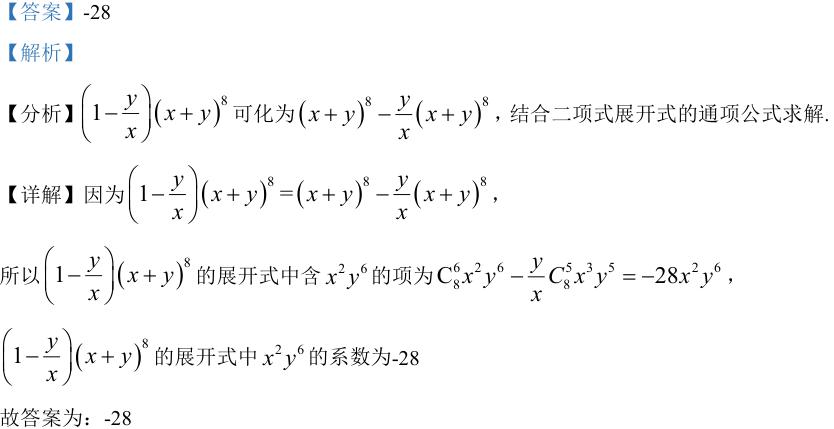 【答案】-28
【解析】
【分析】$\left(1-\frac{y}{x}\right)(x+y)^8$可化为$(x+y)^8-\frac{y}{x}(x+y)^8$，结合二项式展开式的通项公式求解.
【详解】因为$\left(1-\frac{y}{x}\right)(x+y)^8=(x+y)^8-\frac{y}{x}(x+y)^8$，
所以$\left(1-\frac{y}{x}\right)(x+y)^8$的展开式中含$x^2y^6$的项为$\mathrm{C}_8^6x^2y^6-\frac{y}{x}C_8^5x^3y^5=-28x^2y^6$，
$\left(1-\frac{y}{x}\right)(x+y)^8$的展开式中$x^2y^6$的系数为-28
故答案为：-28